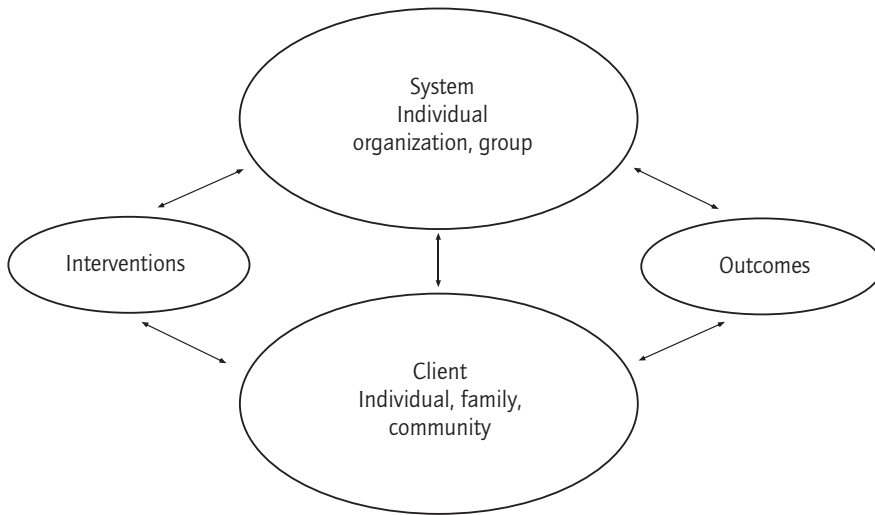 System
Individual
organization, group
Interventions
Outcomes
Client
Individual, family,
community